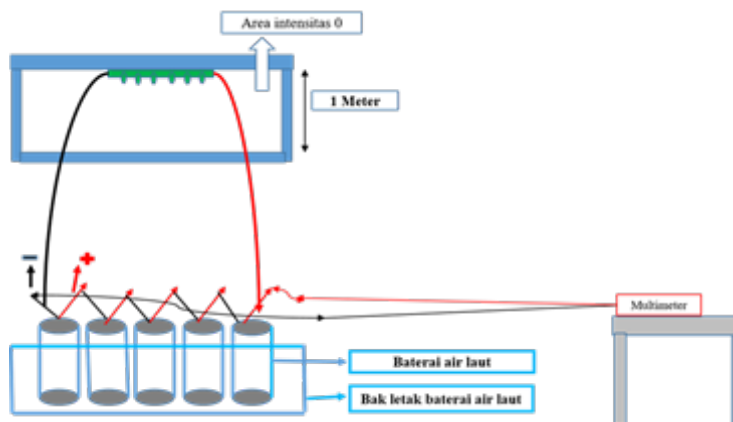 Area intensitas 0
1 Meter
−
+
Multimeter
Baterai air laut
Bak letak baterai air laut